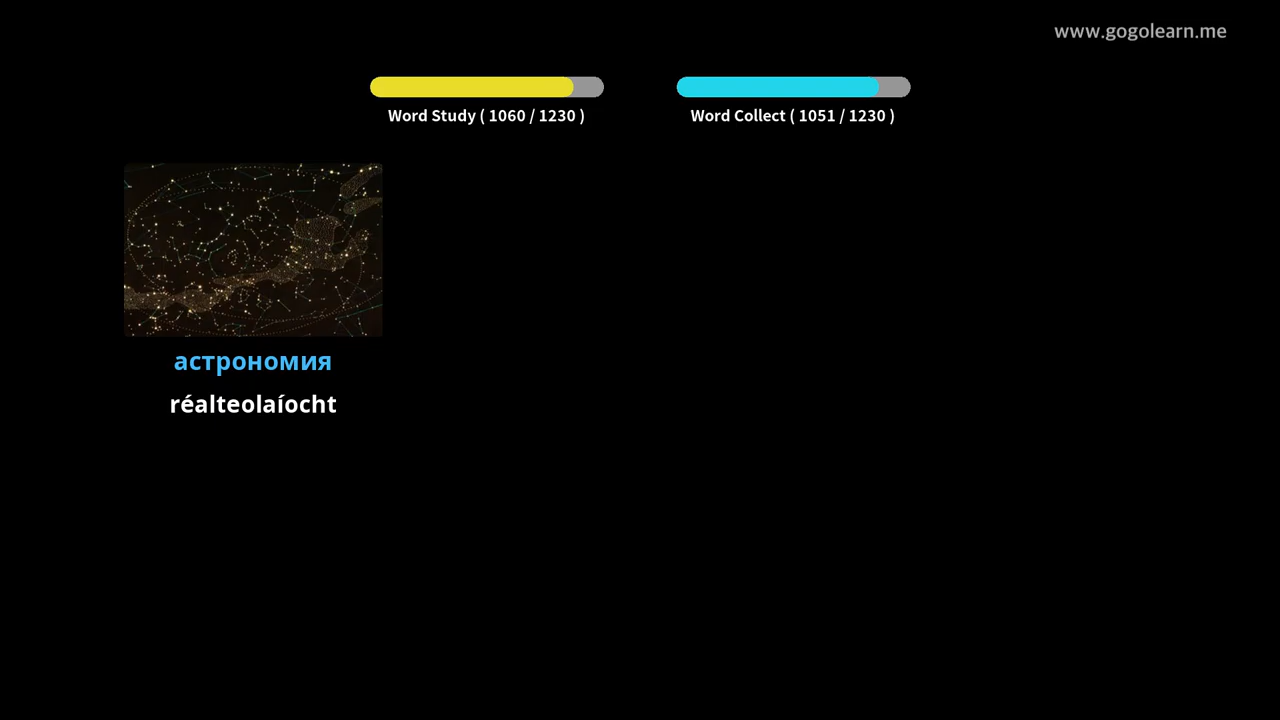 www.gogolearn.me
Word Study ( 1060 / 1230 )
Word Collect ( 1051 / 1230 )
астрономия
réalteolaíocht